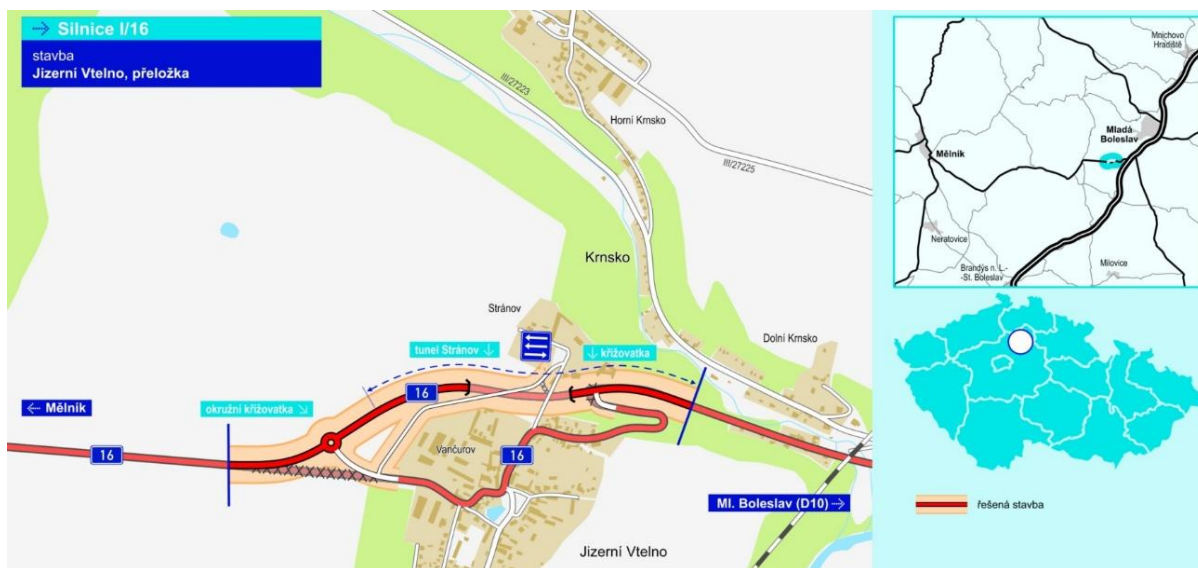 Silnice I/16
stavba
Jizerní Vtelno, přeložka
III/27223
Horní Krnsko
III/27225
Krnsko
Stránov
Dolní Krnsko
tunel Stránov ↓
↓ křižovatka
← Mělník
okružní křižovatka ↘
16
16
16
Vančurov
Ml. Boleslav (D10) →
Jizerní Vtelno
Mnichovo
Hradiště
Mladá
Boleslav
Mělník
Neratovice
Brandýs n. L.-
-St. Boleslav
Milovice
řešená stavba